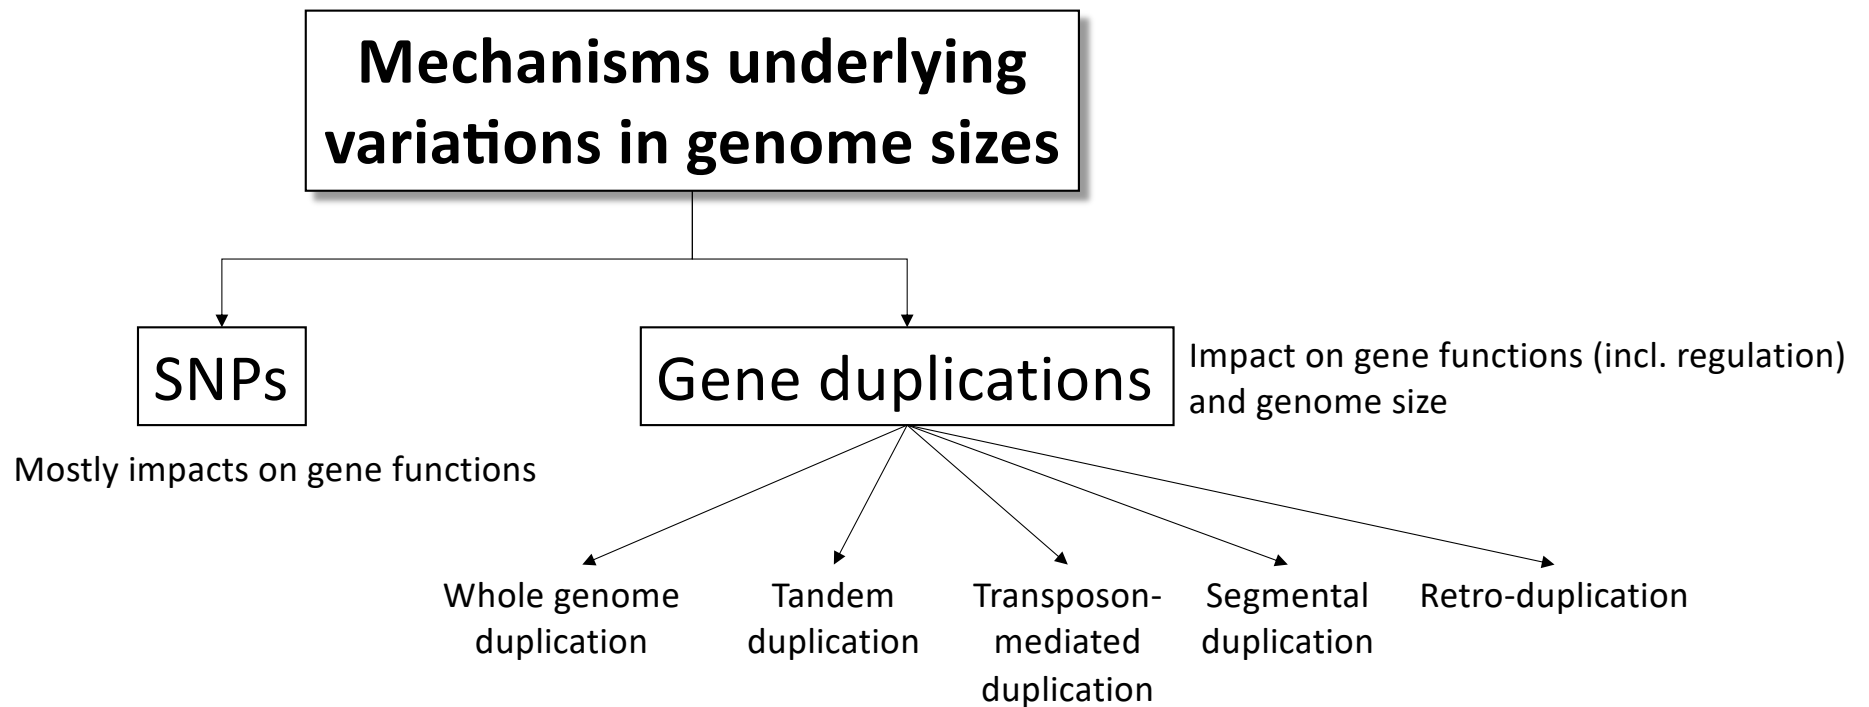 Mechanisms underlying
variations in genome sizes
SNPs
Mostly impacts on gene functions
Gene duplications
Impact on gene functions (incl. regulation)
and genome size
Whole genome
duplication
Tandem
duplication
Transposon-
mediated
duplication
Segmental
duplication
Retro-duplication